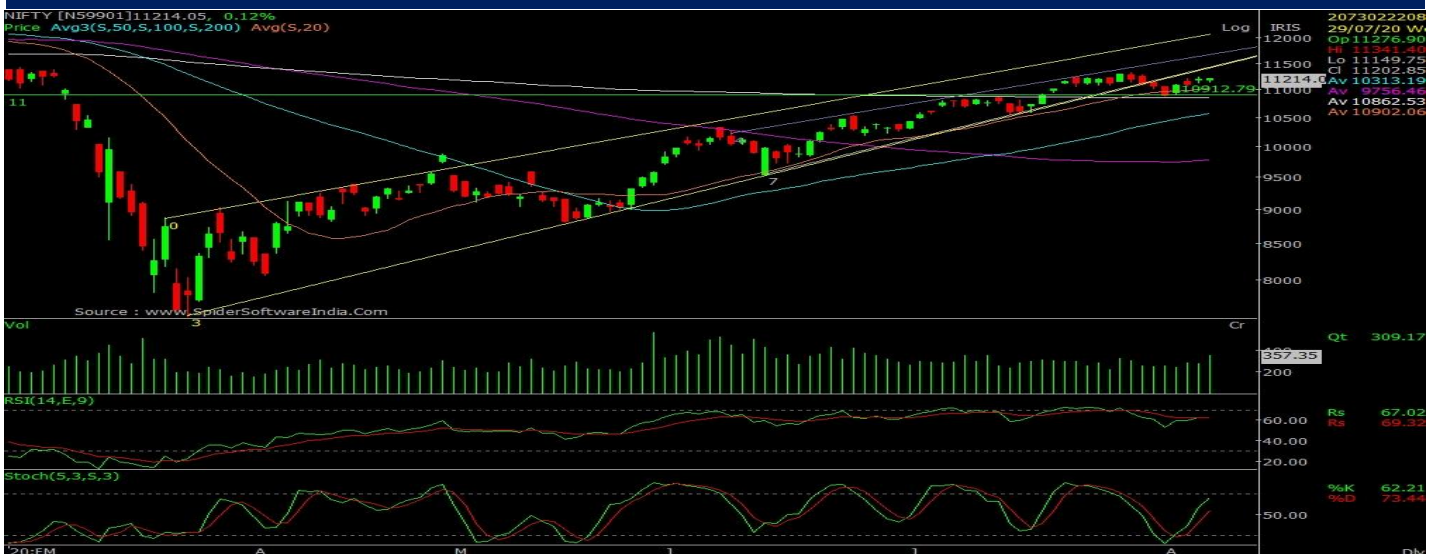 NIFTY [N59901]11214.05, 0.12%
Price Avg3(S,50,S,100,S,200) Avg(S,20)
Log
IRIS
2073022208
29/07/20 We
Op11276.90
Hi 11341.40
Lo 11149.75
Cl 11202.85
Av 10313.19
Av 9756.46
Av 10862.53
Av 10902.06
12000
11500
11214.0
11000
10500
10000
9500
9000
8500
8000
11
10912.79
0
7
3
Source : www.SpiderSoftwareIndia.Com
Vol
Cr
357.35
200
Qt 309.17
RSI(14,E,9)
60.00
40.00
20.00
Rs 67.02
Rs 69.32
Stoch(5,3,S,3)
50.00
%K 62.21
%D 73.44
'20:FM
A
M
J
J
A
Dly